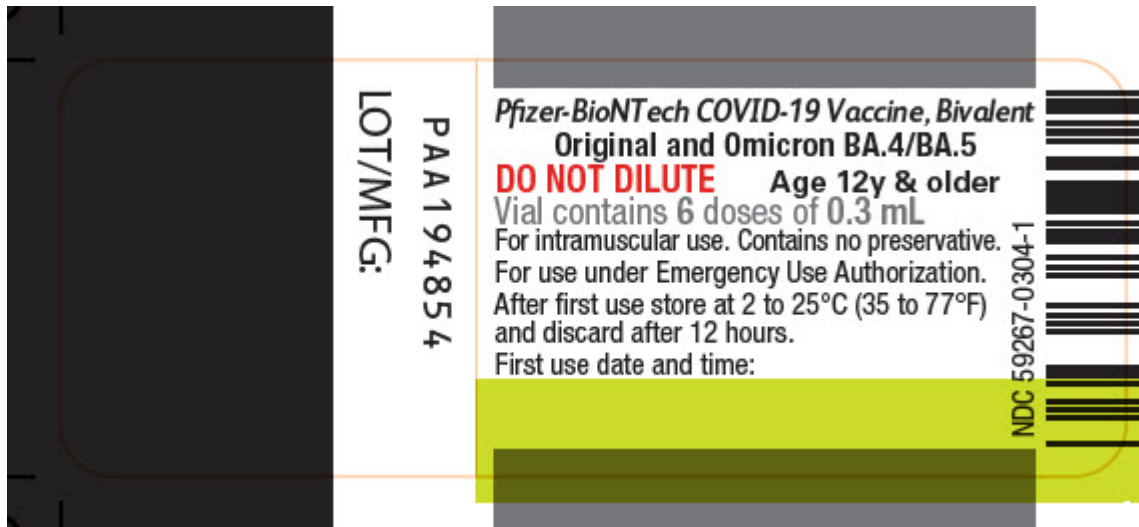 LOT/MFG:
PAA194854
Pfizer-BioNTech COVID-19 Vaccine, Bivalent
Original and Omicron BA.4/BA.5
DO NOT DILUTE Age 12y & older
Vial contains 6 doses of 0.3 mL
For intramuscular use. Contains no preservative.
For use under Emergency Use Authorization.
After first use store at 2 to 25°C (35 to 77°F)
and discard after 12 hours.
First use date and time:
NDC 59267-0304-1